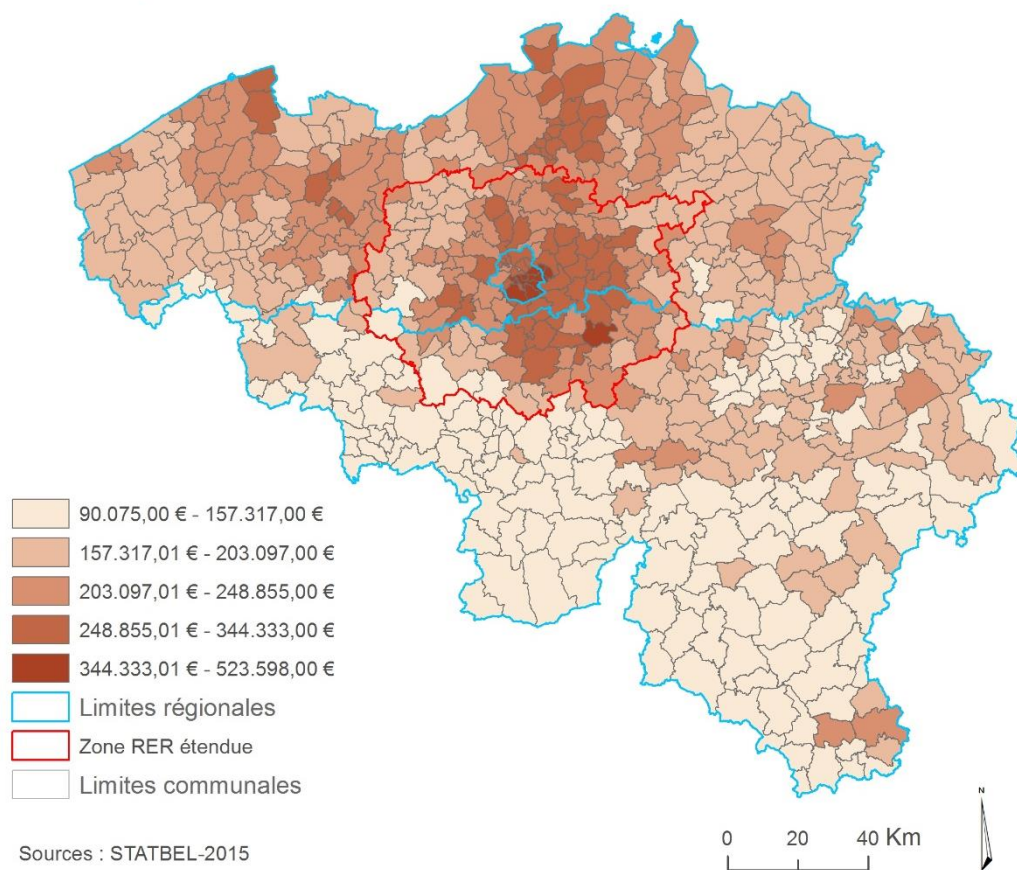 90.075,00 € - 157.317,00 €
157.317,01 € - 203.097,00 €
203.097,01 € - 248.855,00 €
248.855,01 € - 344.333,00 €
344.333,01 € - 523.598,00 €
Limites régionales
Zone RER étendue
Limites communales
Sources : STATBEL-2015
0 20 40 Km
N